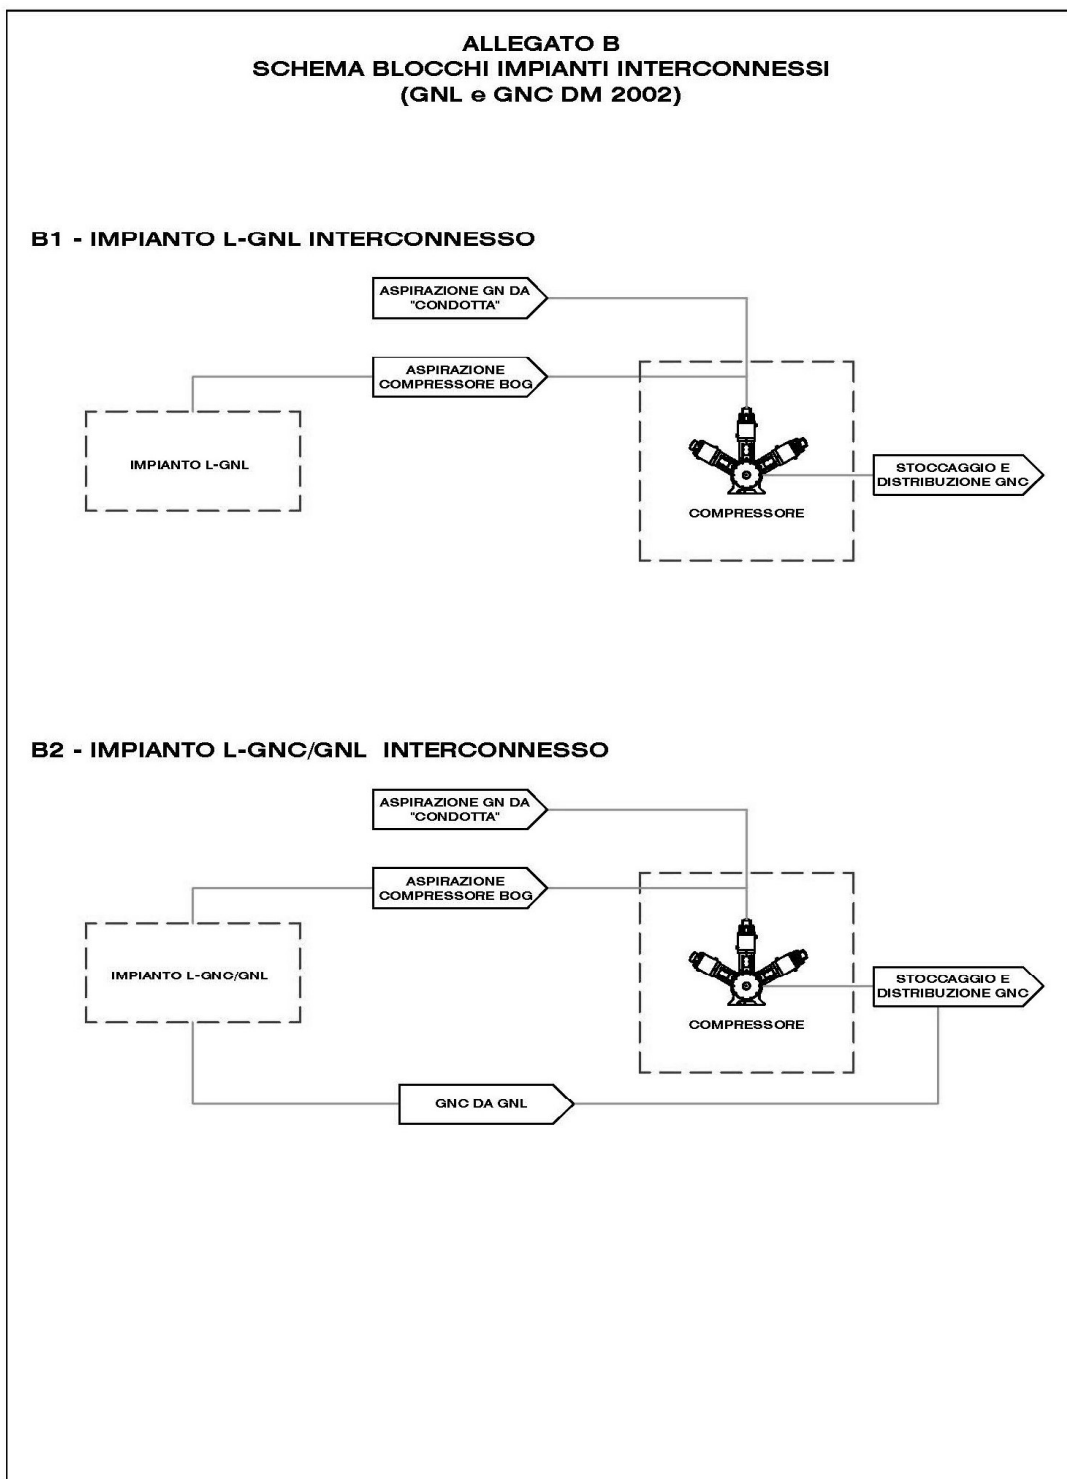 ALLEGATO B
SCHEMA BLOCCHI IMPIANTI INTERCONNESSI
(GNL e GNC DM 2002)
B1 - IMPIANTO L-GNL INTERCONNESSO
ASPIRAZIONE GN DA
"CONDOTTA"
ASPIRAZIONE
COMPRESSORE BOG
IMPIANTO L-GNL
STOCCAGGIO E
DISTRIBUZIONE GNC
COMPRESSORE
B2 - IMPIANTO L-GNC/GNL INTERCONNESSO
ASPIRAZIONE GN DA
"CONDOTTA"
ASPIRAZIONE
COMPRESSORE BOG
IMPIANTO L-GNC/GNL
STOCCAGGIO E
DISTRIBUZIONE GNC
COMPRESSORE
GNC DA GNL